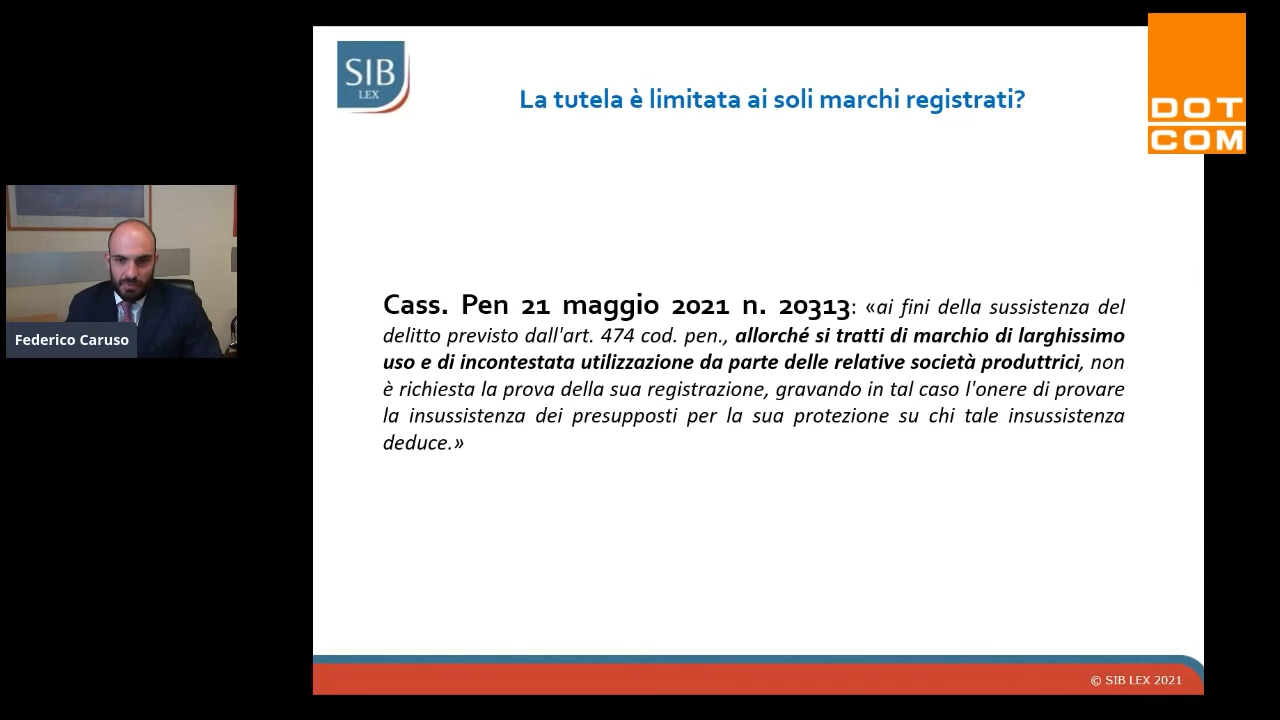 SIB
LEX
La tutela è limitata ai soli marchi registrati?
DOT
COM
Federico Caruso
Cass. Pen 21 maggio 2021 n. 20313: «ai fini della sussistenza del
delitto previsto dall'art. 474 cod. pen., allorché si tratti di marchio di larghissimo
uso e di incontestata utilizzazione da parte delle relative società produttrici, non
è richiesta la prova della sua registrazione, gravando in tal caso l'onere di provare
la insussistenza dei presupposti per la sua protezione su chi tale insussistenza
deduce.»
© SIB LEX 2021